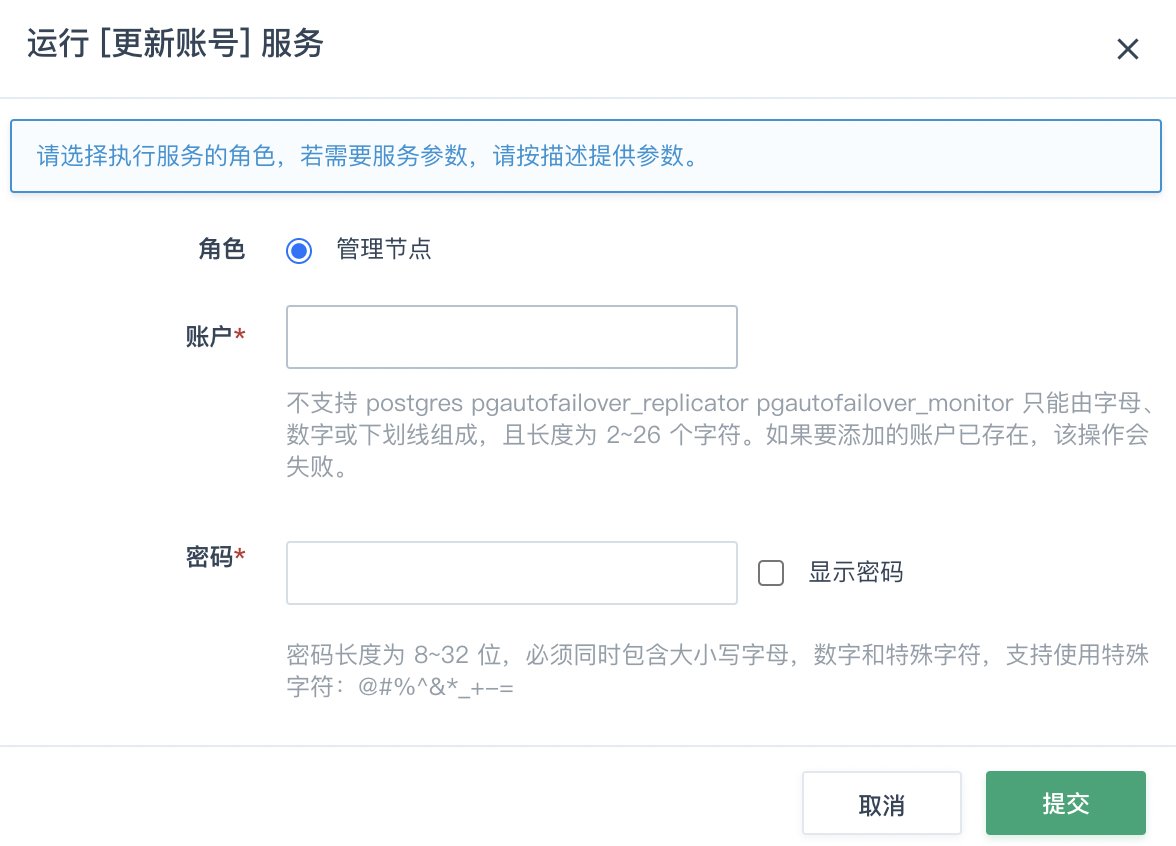 运行 [更新账号] 服务
请选择执行服务的角色，若需要服务参数，请按描述提供参数。
角色 管理节点
账户*
不支持 postgres pgautofailover_replicator pgautofailover_monitor 只能由字母、
数字或下划线组成，且长度为 2~26 个字符。如果要添加的账户已存在，该操作会
失败。
密码* 显示密码
密码长度为 8~32 位，必须同时包含大小写字母，数字和特殊字符，支持使用特殊
字符：@#%^&*_+-=
取消 提交